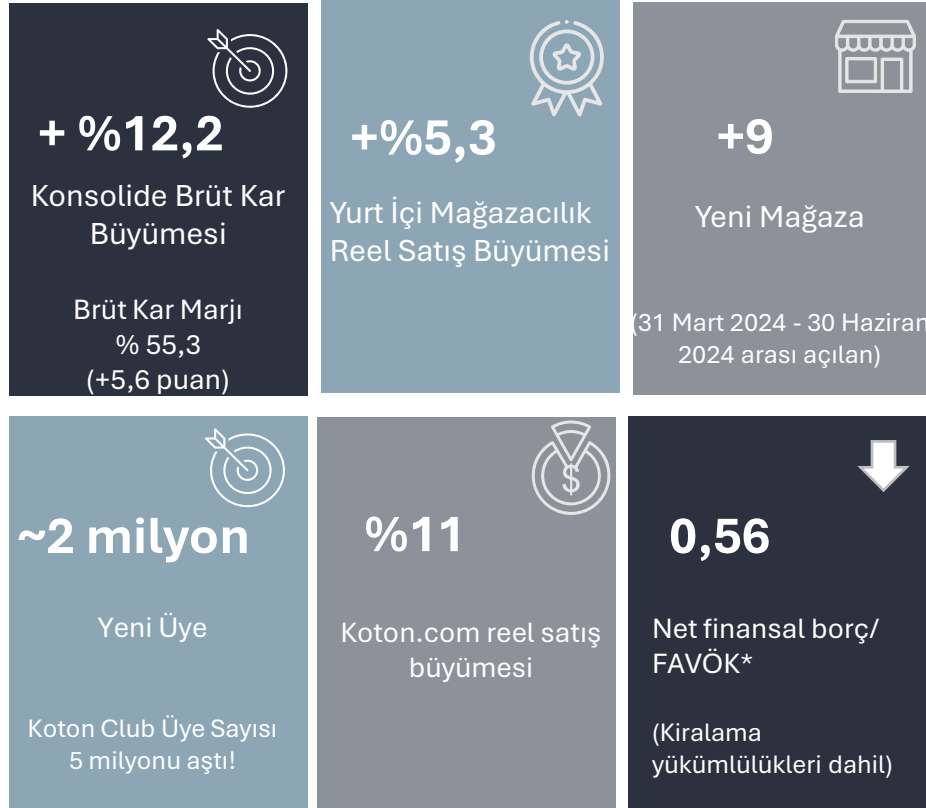 + %12,2
Konsolide Brüt Kar
Büyümesi
Brüt Kar Marjı
% 55,3
(+5,6 puan)
+%5,3
Yurt İçi Mağazacılık
Reel Satış Büyümesi
+9
Yeni Mağaza
(31 Mart 2024 - 30 Haziran
2024 arası açılan)
~2 milyon
Yeni Üye
Koton Club Üye Sayısı
5 milyonu aştı!
$
%11
Koton.com reel satış
büyümesi
0,56
Net finansal borç/
FAVÖK*
(Kiralama
yükümlülükleri dahil)